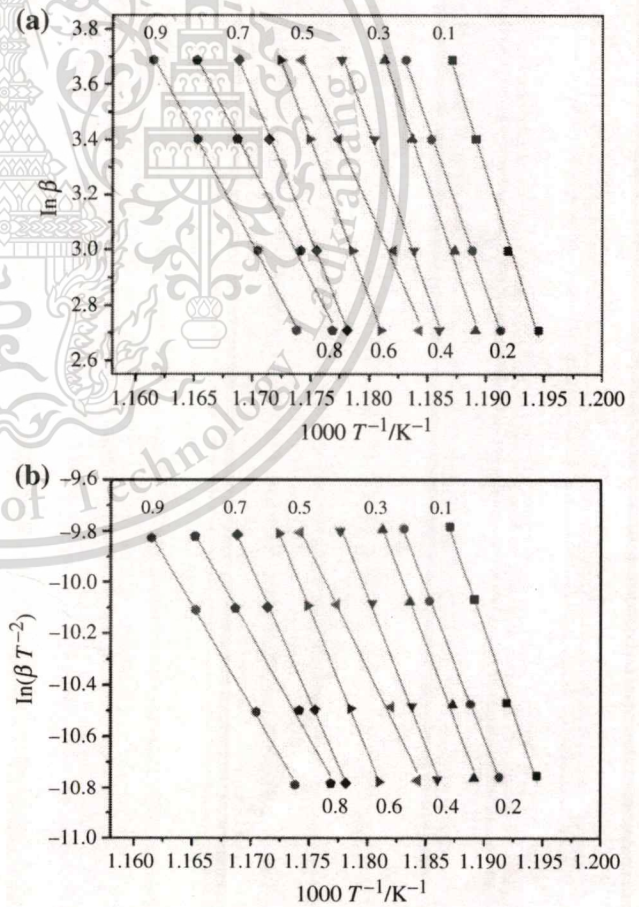 (a)
3.8
3.6
3.4
3.2
3.0
2.8
2.6
ln β
0.9 0.7 0.5 0.3 0.1
0.8 0.6 0.4 0.2
1.160 1.165 1.170 1.175 1.180 1.185 1.190 1.195 1.200
1000 T⁻¹/K⁻¹
of Technology Ladkrabang
(b)
−9.6
−9.8
−10.0
−10.2
−10.4
−10.6
−10.8
−11.0
ln(β T⁻²)
0.9 0.7 0.5 0.3 0.1
0.8 0.6 0.4 0.2
1.160 1.165 1.170 1.175 1.180 1.185 1.190 1.195 1.200
1000 T⁻¹/K⁻¹